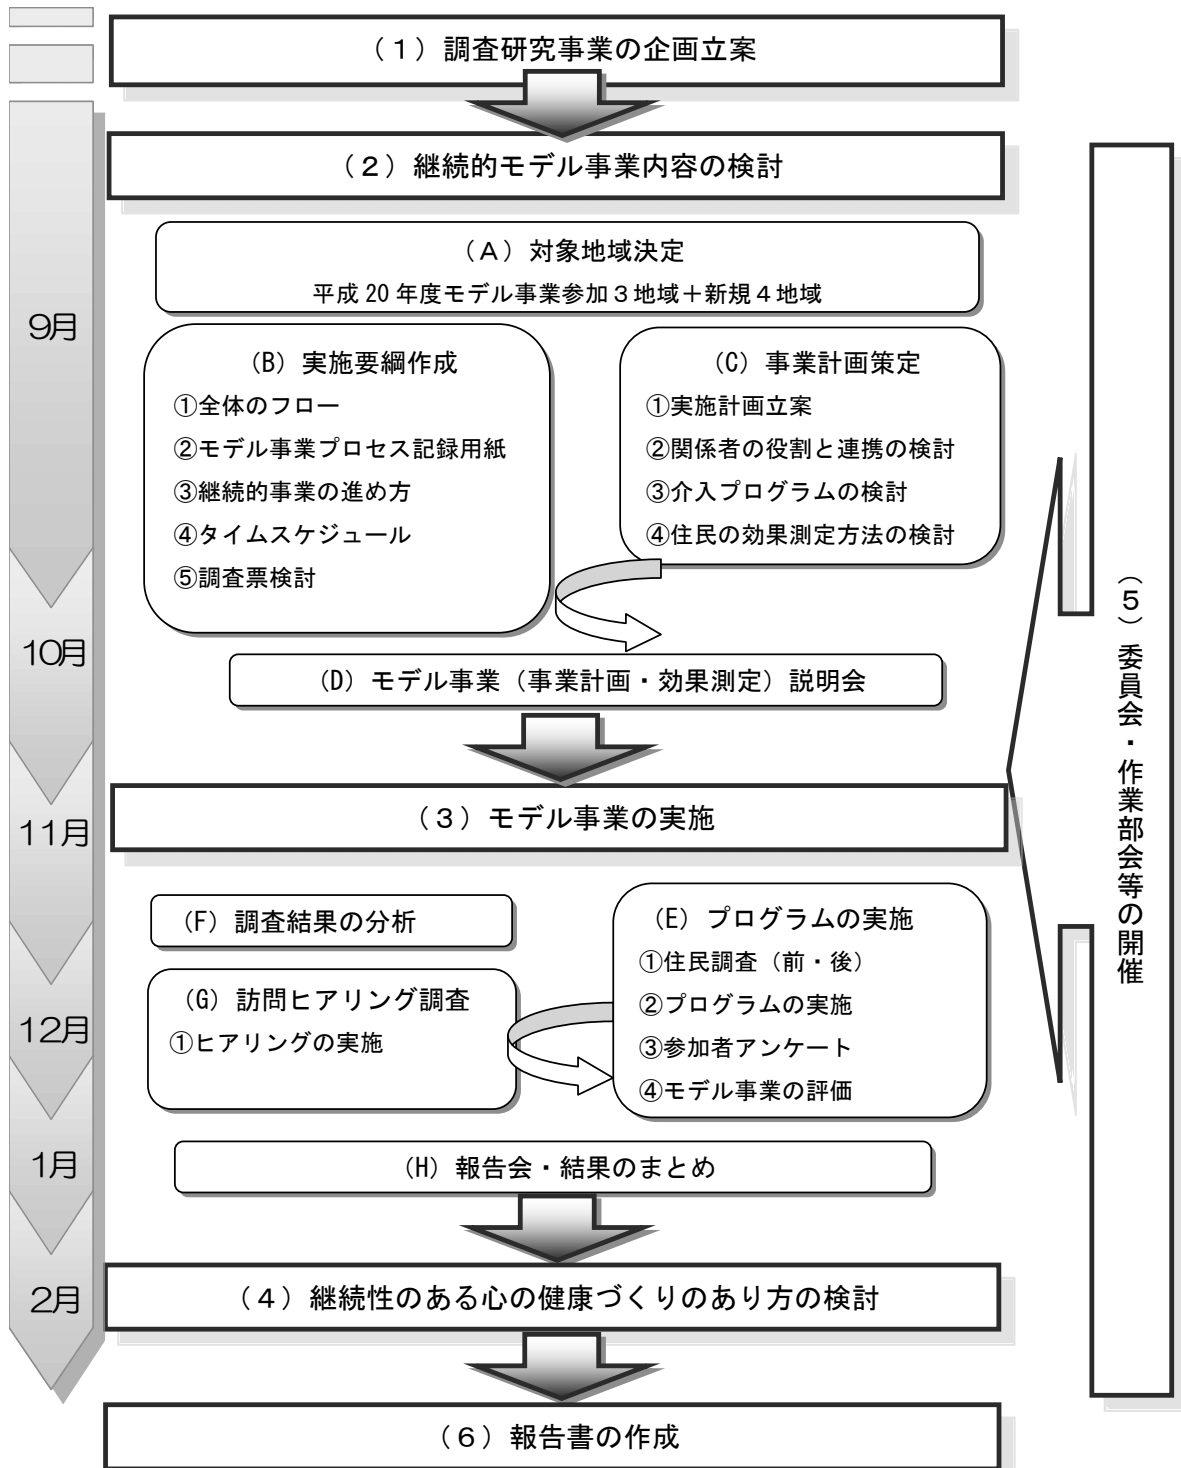 （１）調査研究事業の企画立案
（２）継続的モデル事業内容の検討
（Ａ）対象地域決定
平成 20 年度モデル事業参加３地域＋新規４地域
9月
(B) 実施要綱作成
①全体のフロー
②モデル事業プロセス記録用紙
③継続的事業の進め方
④タイムスケジュール
⑤調査票検討
(C) 事業計画策定
①実施計画立案
②関係者の役割と連携の検討
③介入プログラムの検討
④住民の効果測定方法の検討
10月
(D) モデル事業（事業計画・効果測定）説明会
（３）モデル事業の実施
11月
(F) 調査結果の分析
(G) 訪問ヒアリング調査
①ヒアリングの実施
(E) プログラムの実施
①住民調査（前・後）
②プログラムの実施
③参加者アンケート
④モデル事業の評価
12月
1月
(H) 報告会・結果のまとめ
2月
（４）継続性のある心の健康づくりのあり方の検討
（６）報告書の作成
（５）委員会・作業部会等の開催